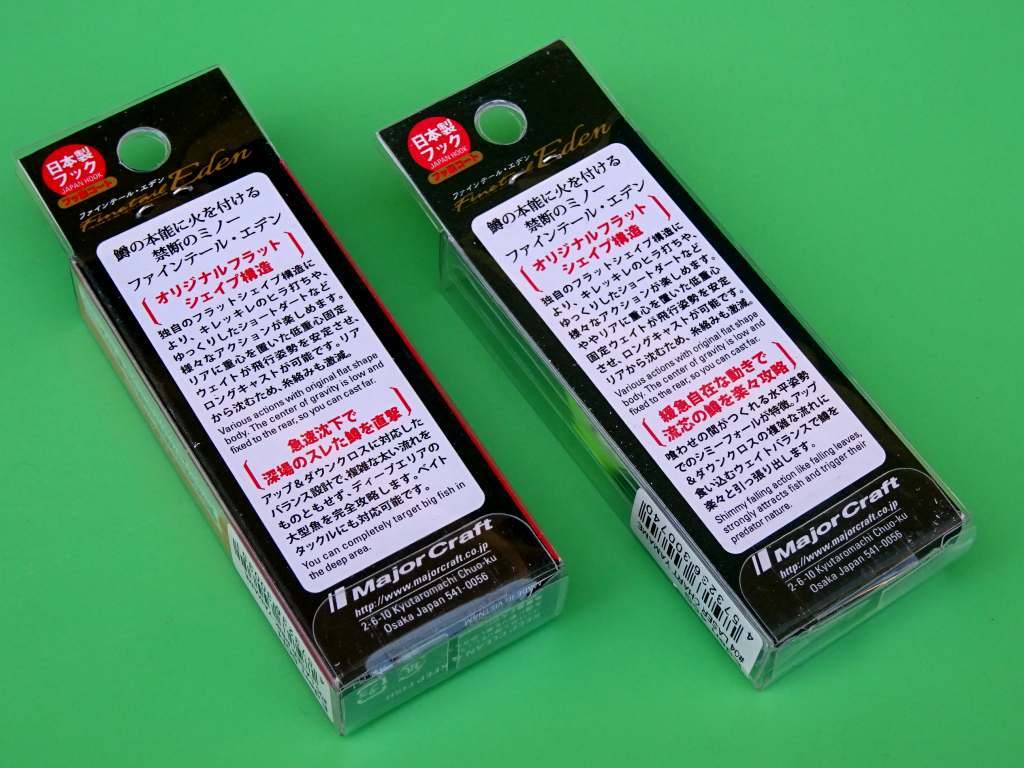 日本製
フック
JAPAN HOOK
フッ素コート
ファインテール・エデン
Finetail Eden
鱒の本能に火を付ける
禁断のミノー
ファインテール・エデン
オリジナルフラット
シェイプ構造
独自のフラットシェイプ構造に
より、キレッキレのヒラ打ちや、
ゆっくりしたショートダートなど
様々なアクションが楽しめます。
リアに重心を置いた低重心固定
ウェイトが飛行姿勢を安定させ、
ロングキャストが可能です。リア
から沈むため、糸絡みも激減。
Various actions with original flat shape
body. The center of gravity is low and
fixed to the rear, so you can cast far.
急速沈下で
深場のスレた鱒を直撃
アップ&ダウンクロスに対応した
バランス設計で、複雑な太い流れを
ものともせず、ディープエリアの
大型魚を完全攻略します。ベイト
タックルにも対応可能です。
You can completely target big fish in
the deep area.
Major Craft
http://www.majorcraft.co.jp
2-6-10 Kyutaromachi Chuo-ku
Osaka Japan 541-0056
日本製
フック
JAPAN HOOK
フッ素コート
ファインテール・エデン
Finetail Eden
鱒の本能に火を付ける
禁断のミノー
ファインテール・エデン
オリジナルフラット
シェイプ構造
独自のフラットシェイプ構造に
より、キレッキレのヒラ打ちや、
ゆっくりしたショートダートなど
様々なアクションが楽しめます。
ややリアに重心を置いた低重心
固定ウェイトが飛行姿勢を安定
させ、ロングキャストが可能です。
リアから沈むため、糸絡みも激減。
Various actions with original flat shape
body. The center of gravity is low and
fixed to the rear, so you can cast far.
緩急自在な動きで
流芯の鱒を楽々攻略
喰わせの間がつくれる水平姿勢
でのシミーフォールが特徴。アップ
&ダウンクロスの複雑な流れに
食い込むウェイトバランスで鱒を
楽々と引っ張り出します。
Shimmy falling action like falling leaves,
strongly attracts fish and trigger their
predator nature.
Major Craft
http://www.majorcraft.co.jp
2-6-10 Kyutaromachi Chuo-ku
Osaka Japan 541-0056